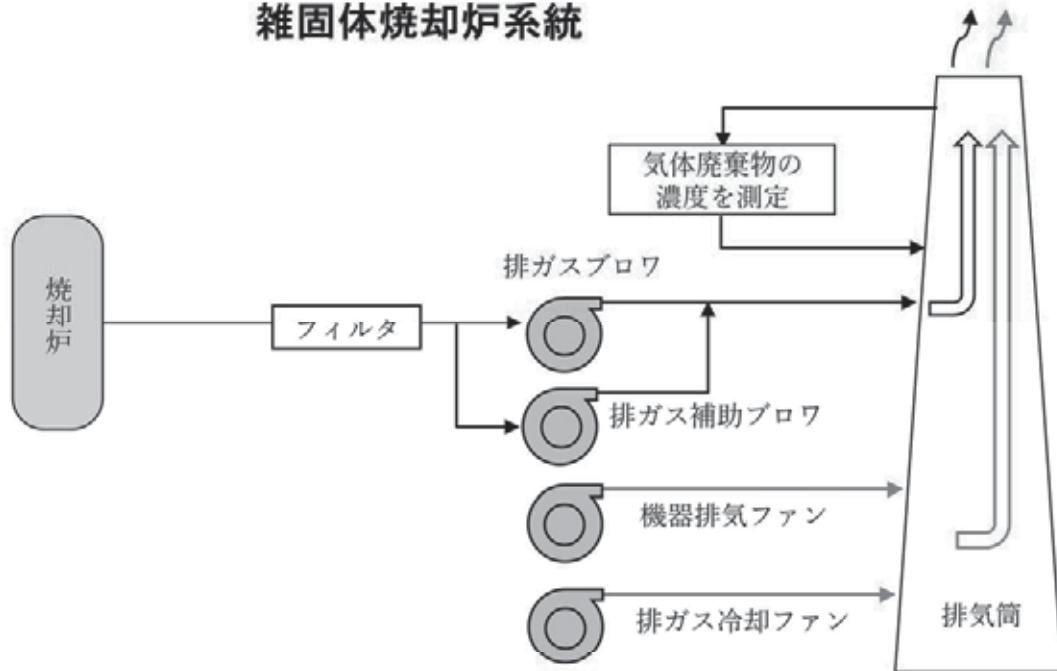 雑固体焼却炉系統
気体廃棄物の
濃度を測定
排ガスブロワ
焼却炉
フィルタ
排ガス補助ブロワ
機器排気ファン
排ガス冷却ファン
排気筒